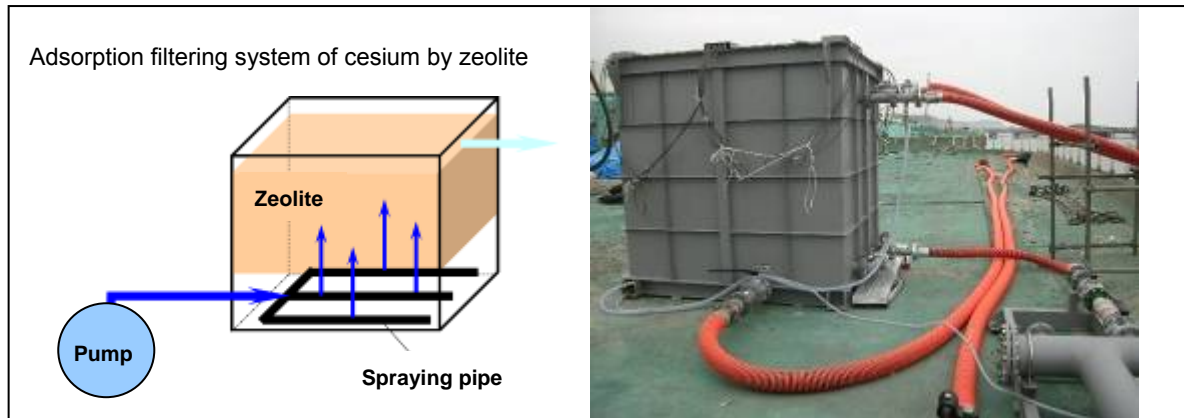 Adsorption filtering system of cesium by zeolite
Zeolite
Pump
Spraying pipe